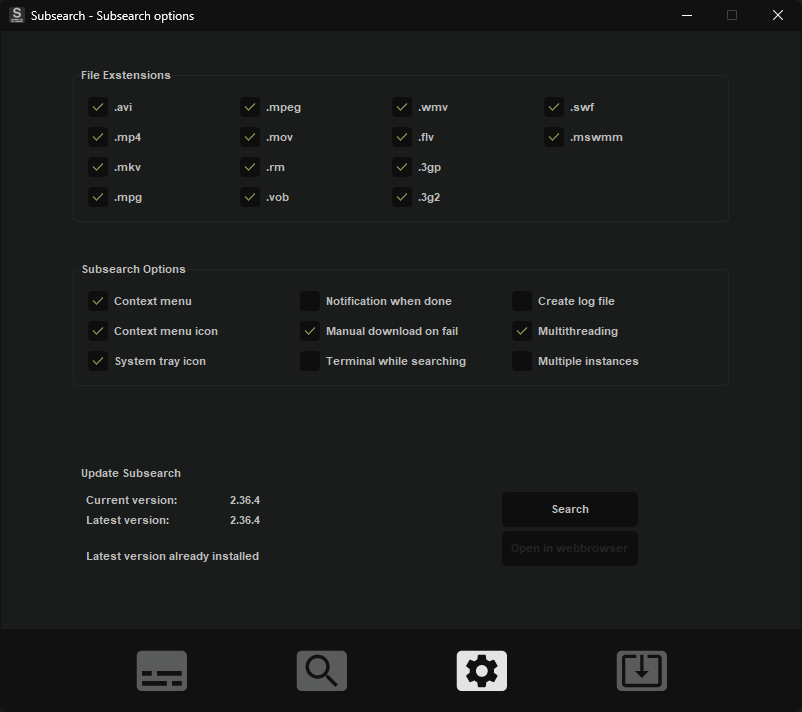 S
Subsearch - Subsearch options
File Exstensions
.avi .mpeg .wmv .swf
.mp4 .mov .flv .mswmm
.mkv .rm .3gp
.mpg .vob .3g2
Subsearch Options
Context menu Notification when done Create log file
Context menu icon Manual download on fail Multithreading
System tray icon Terminal while searching Multiple instances
Update Subsearch
Current version: 2.36.4
Latest version: 2.36.4
Search
Open in webbrowser
Latest version already installed